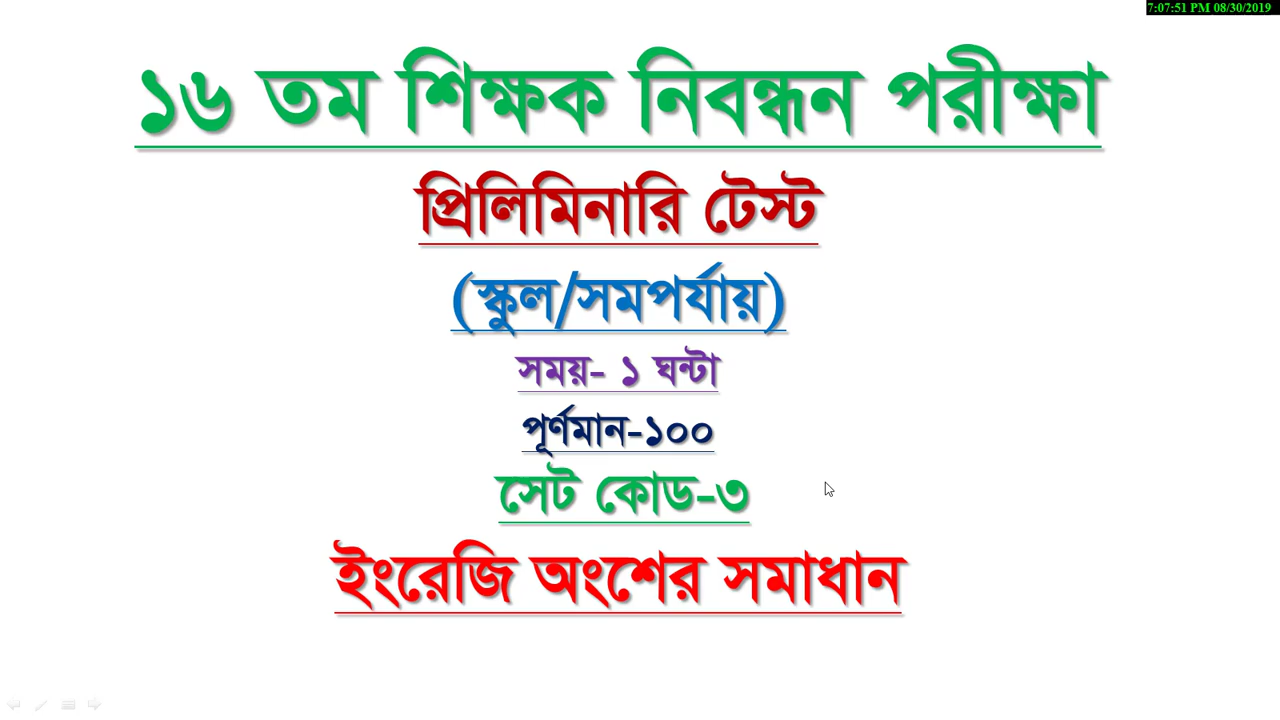 7:07:51 PM 08/30/2019
১৬ তম শিক্ষক নিবন্ধন পরীক্ষা
প্রিলিমিনারি টেস্ট
(স্কুল/সমপর্যায়)
সময়- ১ ঘন্টা
পূর্ণমান-১০০
সেট কোড-৩
ইংরেজি অংশের সমাধান